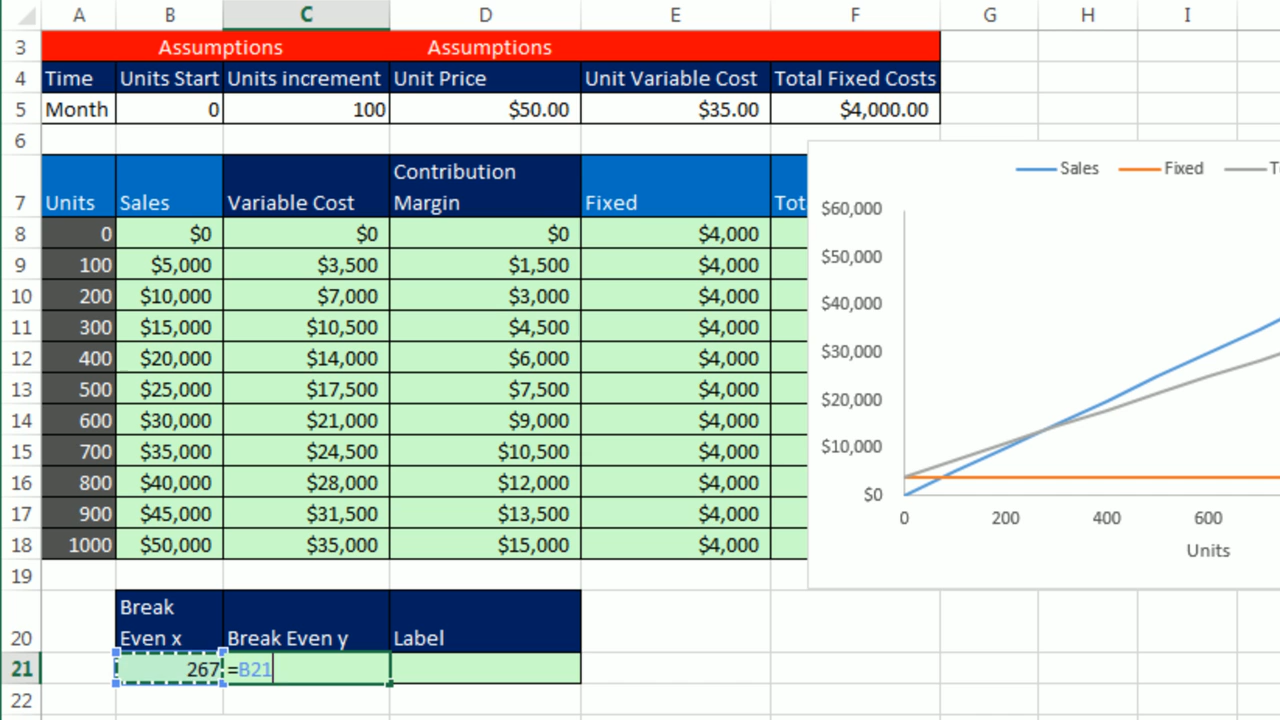 A B C D E F G H I
3 Assumptions Assumptions
4 Time Units Start Units increment Unit Price Unit Variable Cost Total Fixed Costs
5 Month 0 100 $50.00 $35.00 $4,000.00
6
Contribution
7 Units Sales Variable Cost Margin Fixed
8 0 $0 $0 $0 $4,000
9 100 $5,000 $3,500 $1,500 $4,000
10 200 $10,000 $7,000 $3,000 $4,000
11 300 $15,000 $10,500 $4,500 $4,000
12 400 $20,000 $14,000 $6,000 $4,000
13 500 $25,000 $17,500 $7,500 $4,000
14 600 $30,000 $21,000 $9,000 $4,000
15 700 $35,000 $24,500 $10,500 $4,000
16 800 $40,000 $28,000 $12,000 $4,000
17 900 $45,000 $31,500 $13,500 $4,000
18 1000 $50,000 $35,000 $15,000 $4,000
19
Break
20 Even x Break Even y Label
21 267 =B21
22
Sales Fixed
$60,000
$50,000
$40,000
$30,000
$20,000
$10,000
$0
0 200 400 600
Units